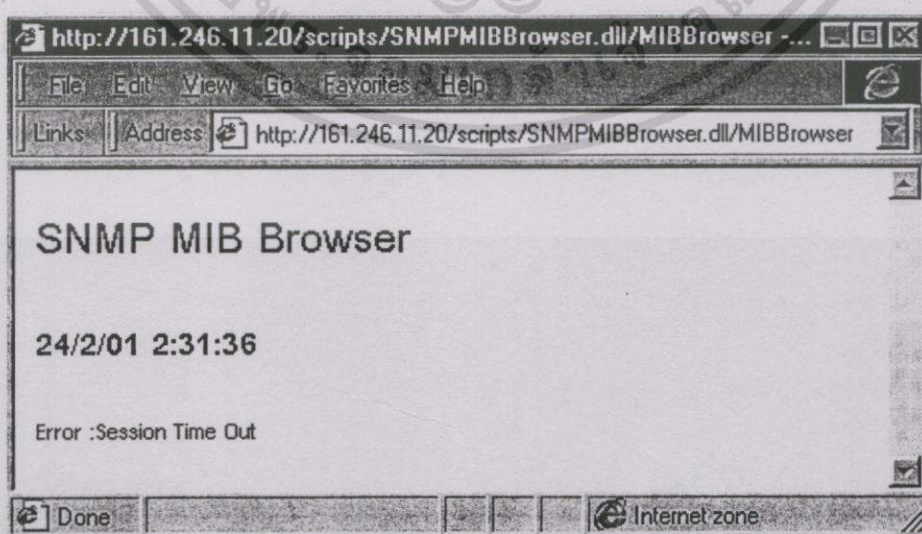 http://161.246.11.20/scripts/SNMPMIBBrowser.dll/MIBBrowser -...
File Edit View Go Favorites Help
Links Address http://161.246.11.20/scripts/SNMPMIBBrowser.dll/MIBBrowser
SNMP MIB Browser
24/2/01 2:31:36
Error :Session Time Out
Done Internet zone